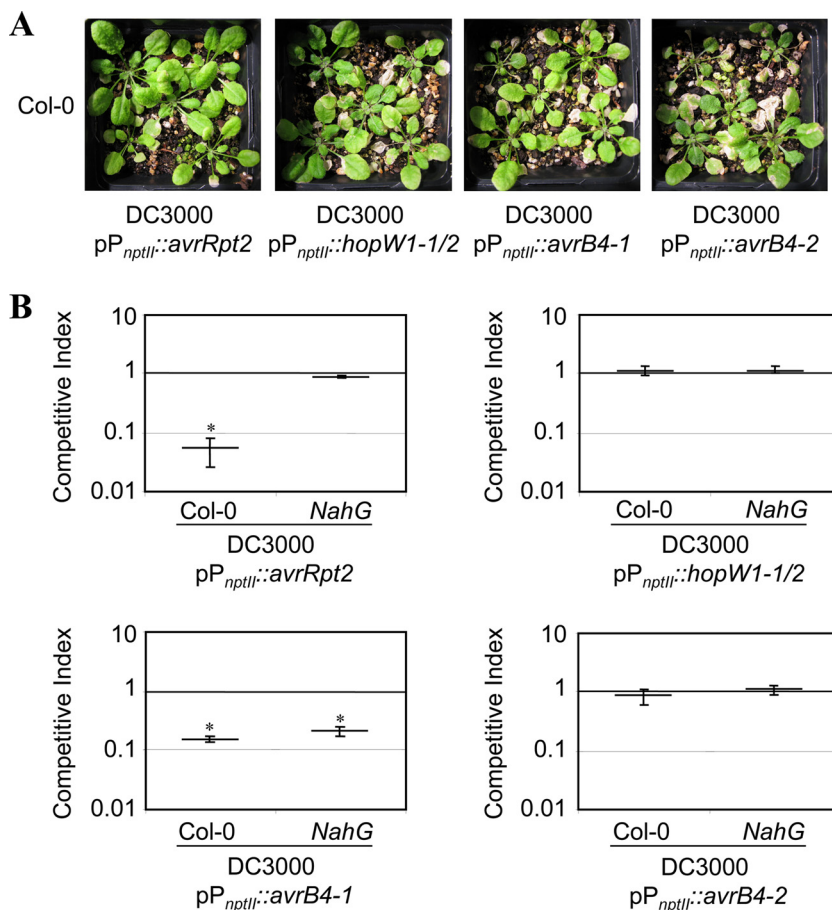 A
Col-0
DC3000
pPnptII::avrRpt2
DC3000
pPnptII::hopW1-1/2
DC3000
pPnptII::avrB4-1
DC3000
pPnptII::avrB4-2
B
Competitive Index
10
1
0.1
0.01
*
Col-0
NahG
DC3000
pPnptII::avrRpt2
Competitive Index
10
1
0.1
0.01
Col-0
NahG
DC3000
pPnptII::hopW1-1/2
Competitive Index
10
1
0.1
0.01
*
*
Col-0
NahG
DC3000
pPnptII::avrB4-1
Competitive Index
10
1
0.1
0.01
Col-0
NahG
DC3000
pPnptII::avrB4-2